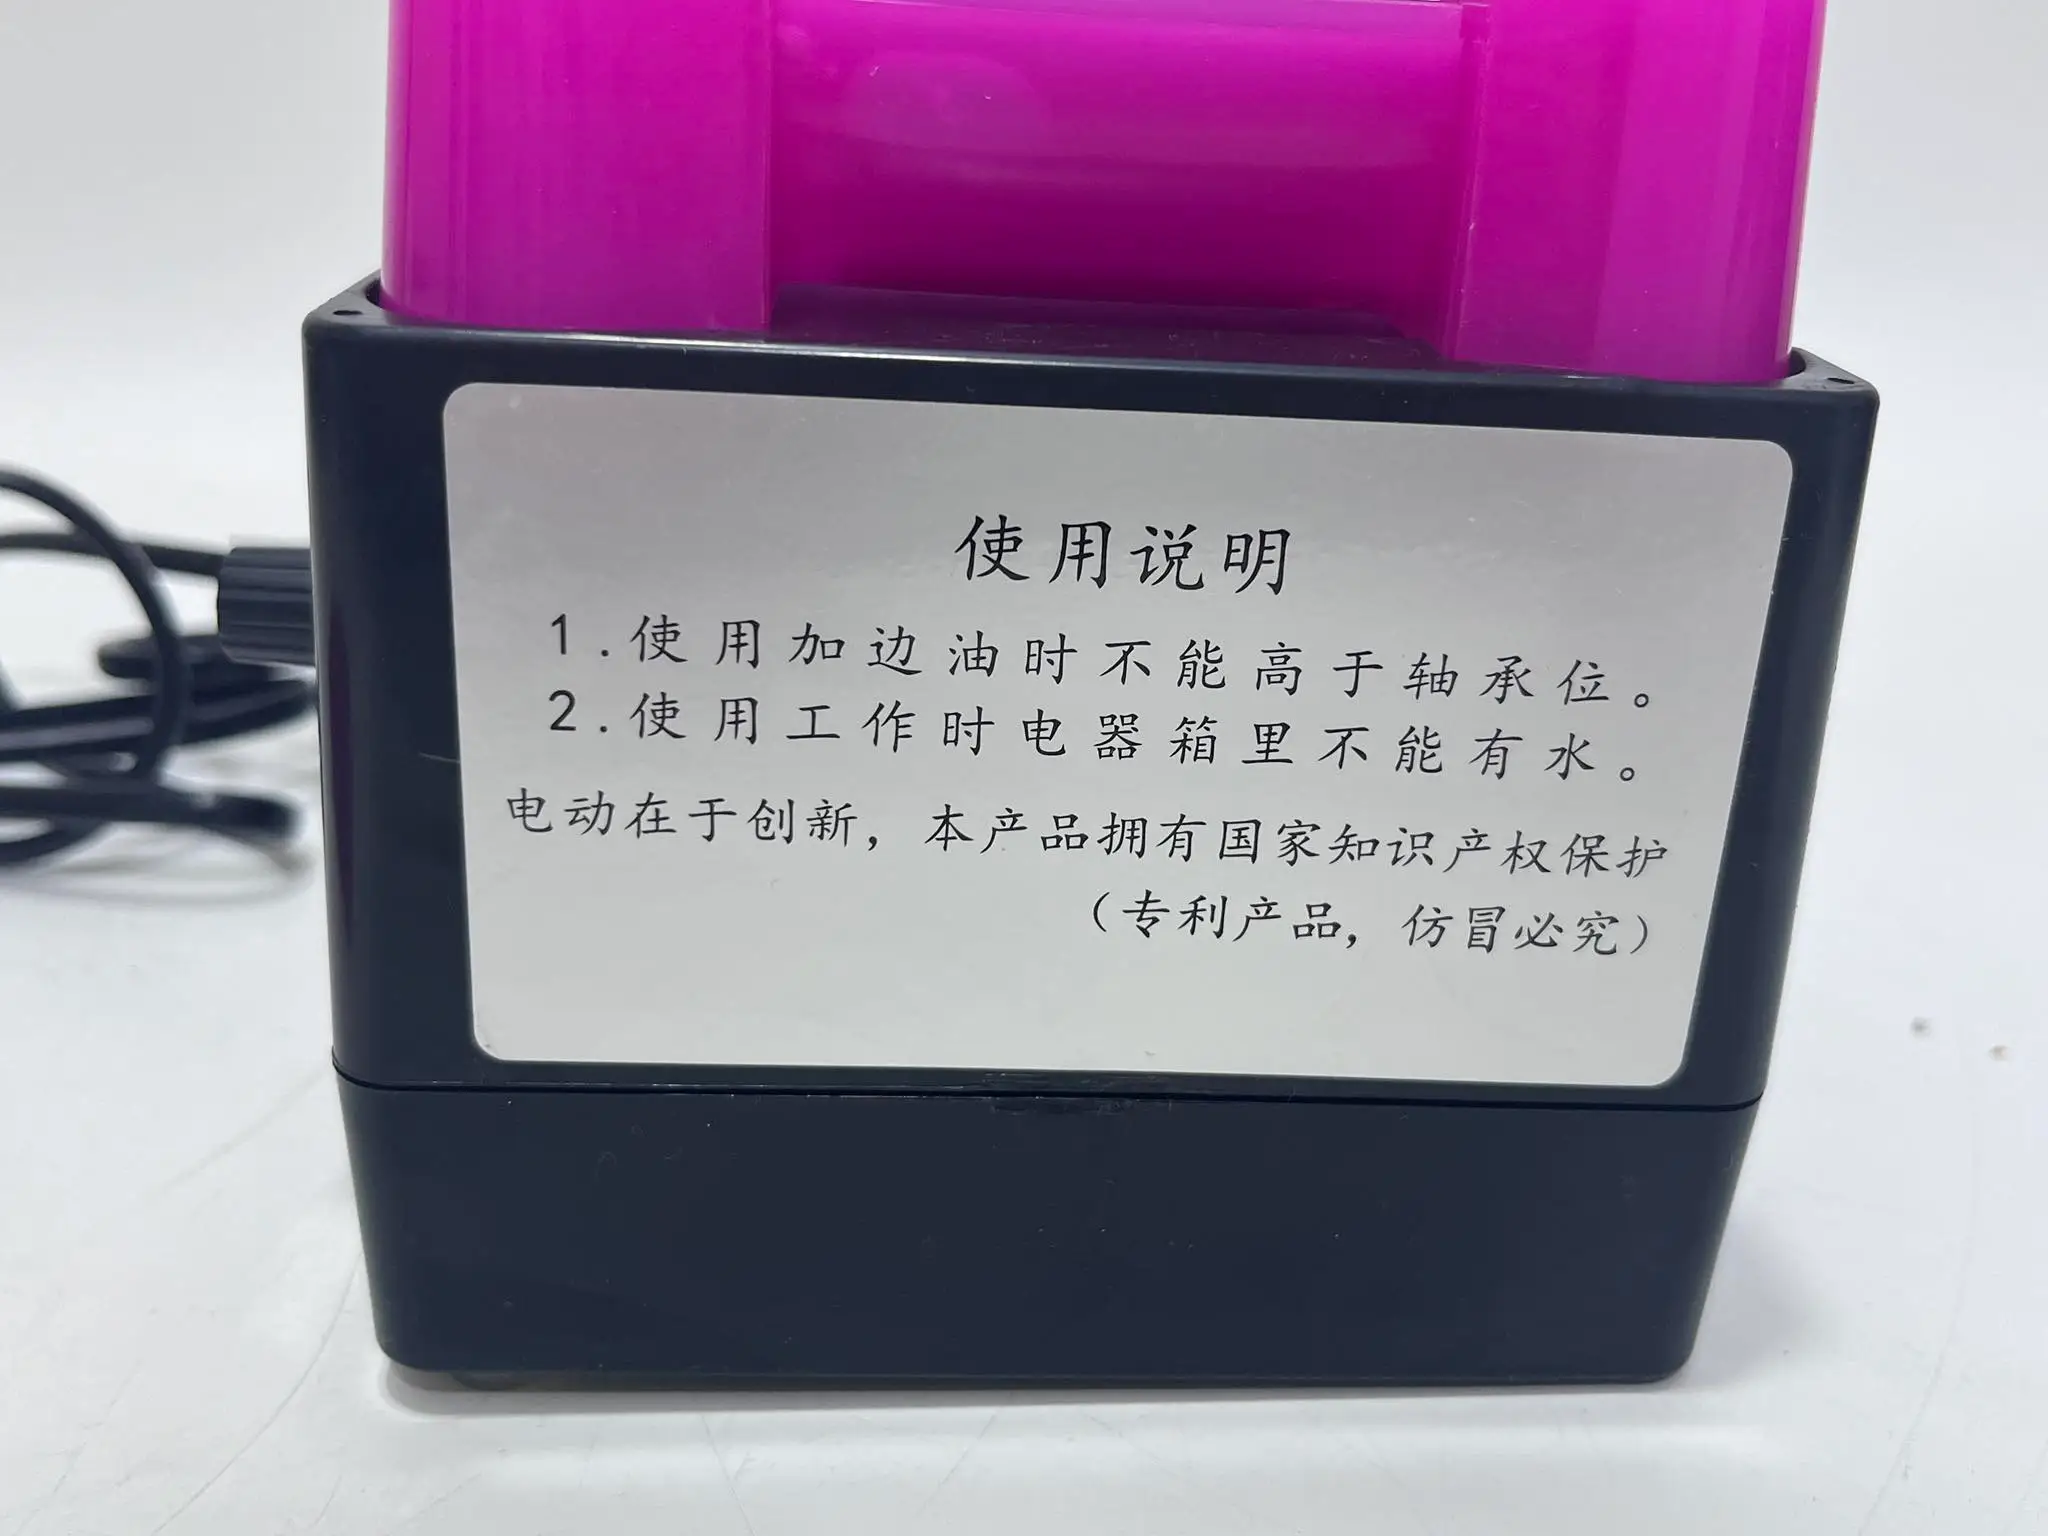 使用说明
1.使用加边油时不能高于轴承位。
2.使用工作时电器箱里不能有水。
电动在于创新，本产品拥有国家知识产权保护
（专利产品，仿冒必究）